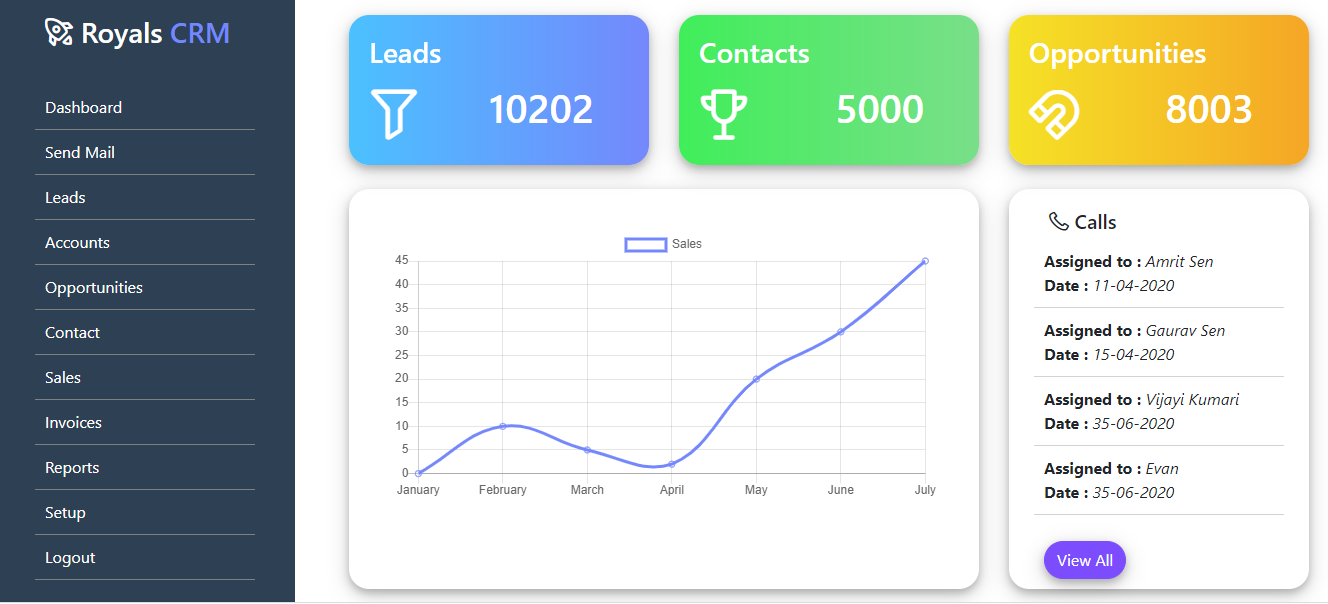 Royals CRM
Dashboard
Send Mail
Leads
Accounts
Opportunities
Contact
Sales
Invoices
Reports
Setup
Logout
Leads
10202
Contacts
5000
Opportunities
8003
Sales
45
40
35
30
25
20
15
10
5
0
January February March April May June July
Calls
Assigned to : Amrit Sen
Date : 11-04-2020
Assigned to : Gaurav Sen
Date : 15-04-2020
Assigned to : Vijayi Kumari
Date : 35-06-2020
Assigned to : Evan
Date : 35-06-2020
View All